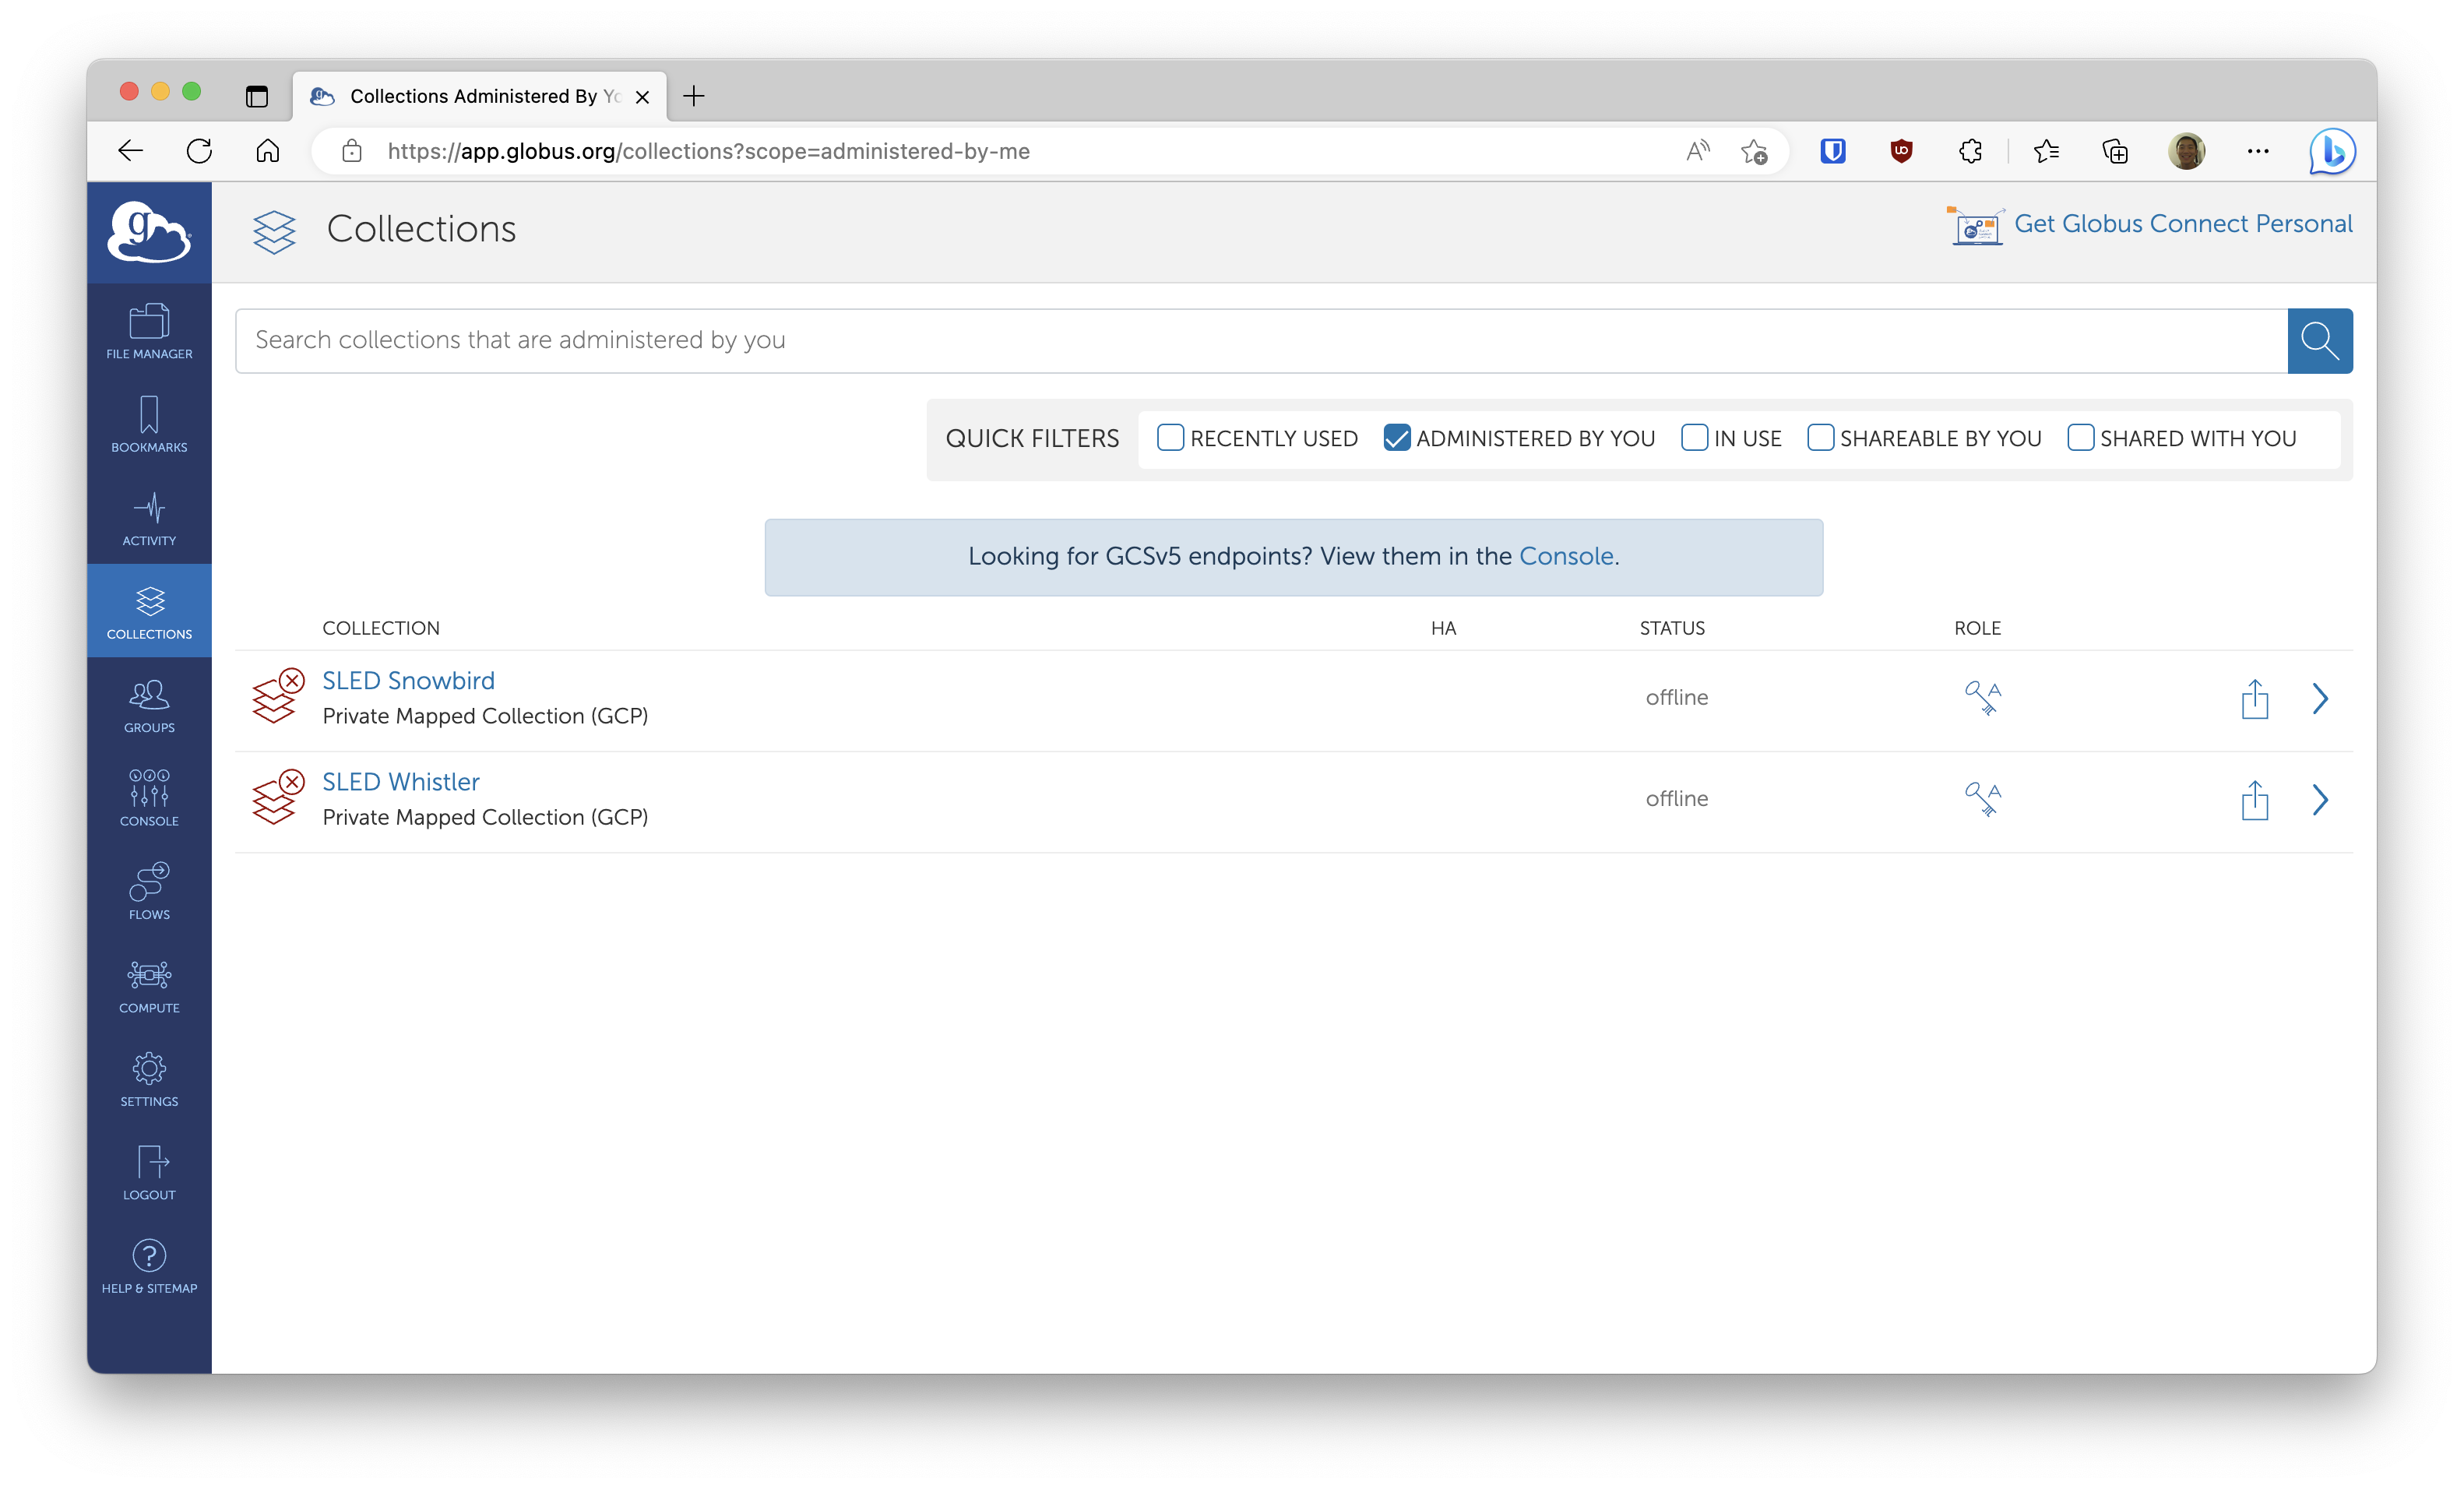 Collections Administered By Yo
https://app.globus.org/collections?scope=administered-by-me
g
Collections
Get Globus Connect Personal
FILE MANAGER
BOOKMARKS
ACTIVITY
COLLECTIONS
GROUPS
CONSOLE
FLOWS
COMPUTE
SETTINGS
LOGOUT
HELP & SITEMAP
Search collections that are administered by you
QUICK FILTERS RECENTLY USED ADMINISTERED BY YOU IN USE SHAREABLE BY YOU SHARED WITH YOU
Looking for GCSv5 endpoints? View them in the Console.
COLLECTION HA STATUS ROLE
SLED Snowbird
Private Mapped Collection (GCP)
offline
A
SLED Whistler
Private Mapped Collection (GCP)
offline
A